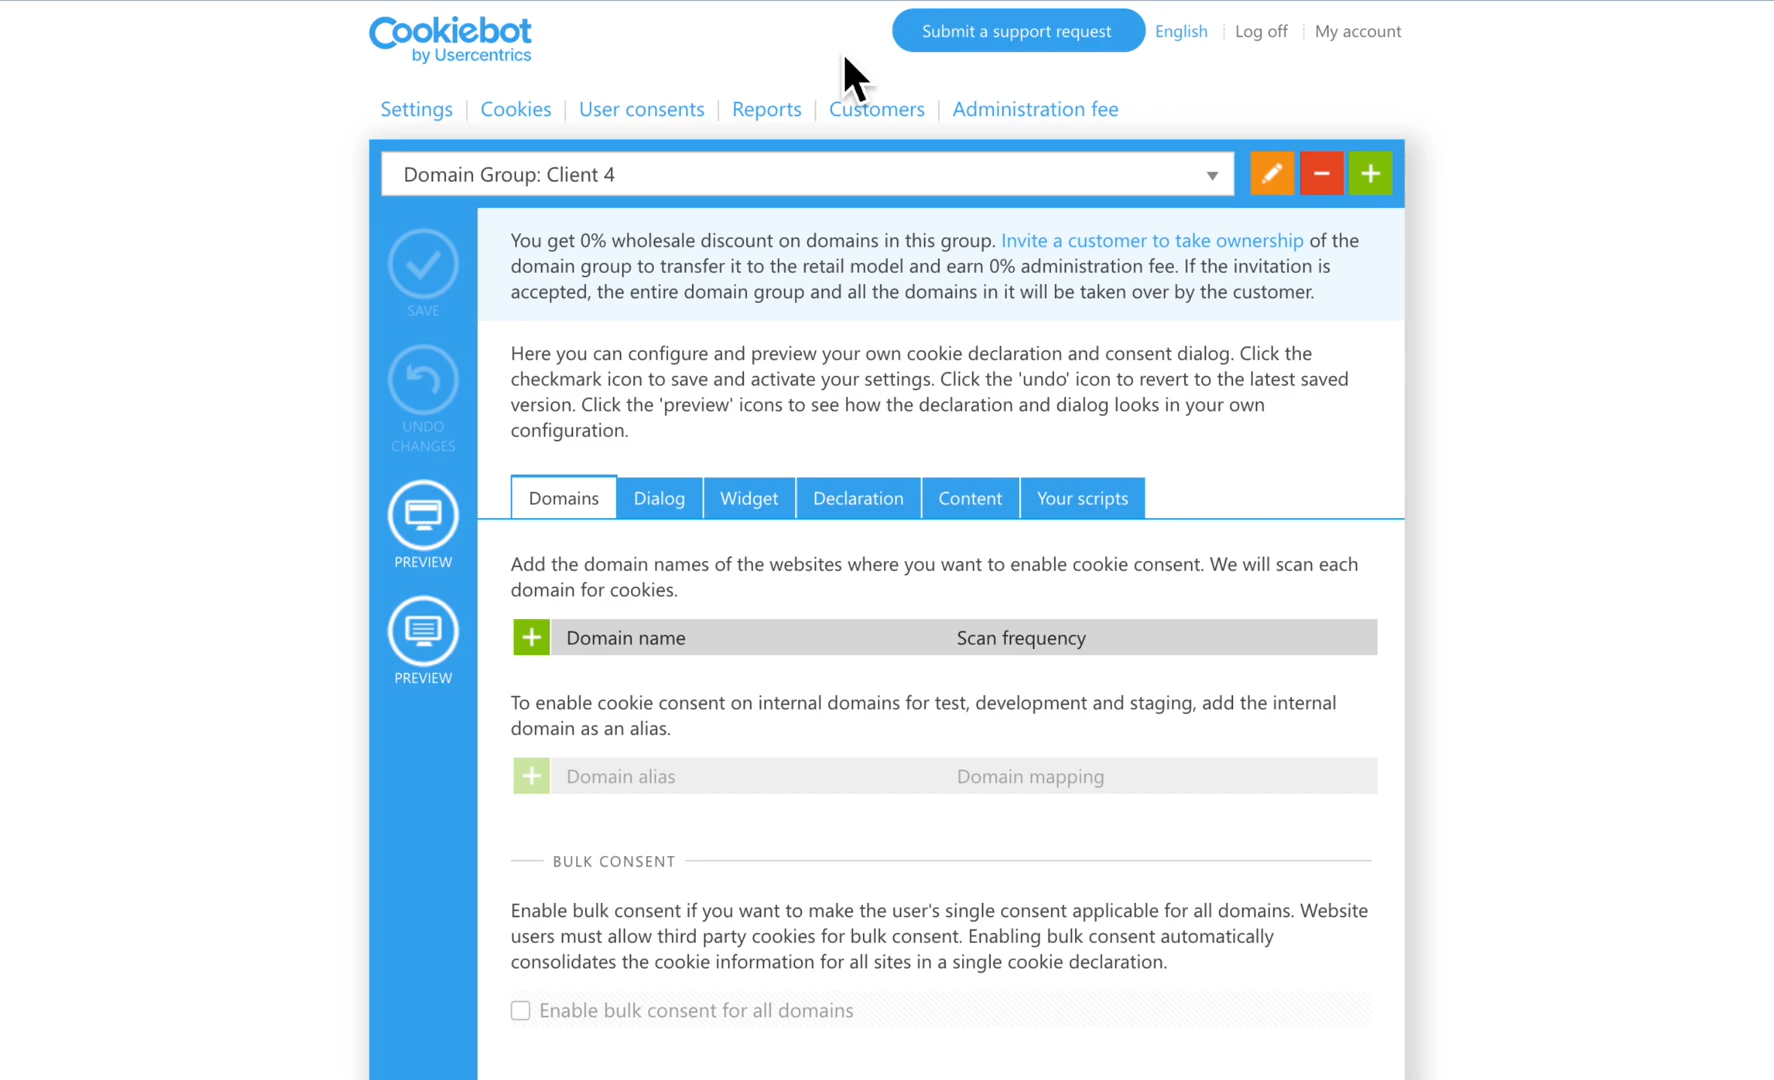 Cookiebot
by Usercentrics
Submit a support request
English
Log off
My account
Settings
Cookies
User consents
Reports
Customers
Administration fee
Domain Group: Client 4
You get 0% wholesale discount on domains in this group. Invite a customer to take ownership of the
domain group to transfer it to the retail model and earn 0% administration fee. If the invitation is
accepted, the entire domain group and all the domains in it will be taken over by the customer.
SAVE
UNDO
CHANGES
PREVIEW
PREVIEW
Here you can configure and preview your own cookie declaration and consent dialog. Click the
checkmark icon to save and activate your settings. Click the 'undo' icon to revert to the latest saved
version. Click the 'preview' icons to see how the declaration and dialog looks in your own
configuration.
Domains
Dialog
Widget
Declaration
Content
Your scripts
Add the domain names of the websites where you want to enable cookie consent. We will scan each
domain for cookies.
Domain name
Scan frequency
To enable cookie consent on internal domains for test, development and staging, add the internal
domain as an alias.
Domain alias
Domain mapping
BULK CONSENT
Enable bulk consent if you want to make the user's single consent applicable for all domains. Website
users must allow third party cookies for bulk consent. Enabling bulk consent automatically
consolidates the cookie information for all sites in a single cookie declaration.
Enable bulk consent for all domains